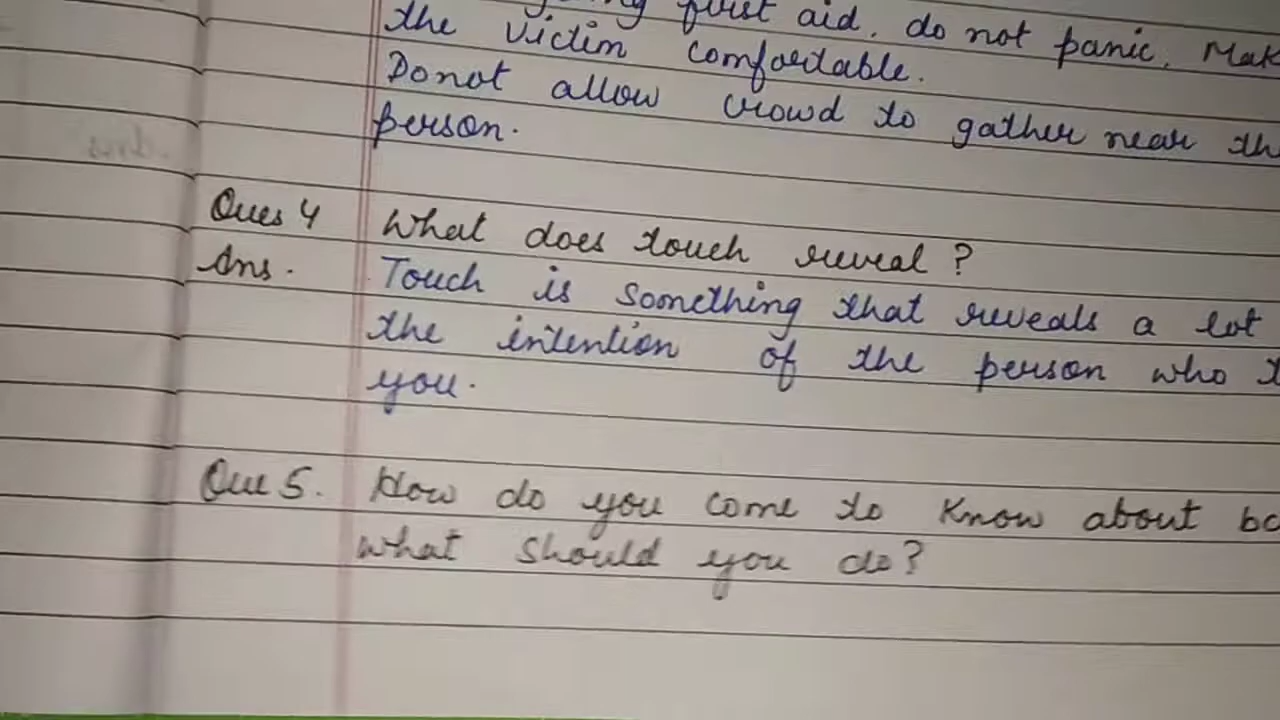 first aid, do not panic. Mak
the victim comfortable.
Donot allow crowd to gather near th
person.
Ques 4 What does touch reveal?
Ans. Touch is something that reveals a lot
the intention of the person who t
you.
Que 5. How do you come to Know about ba
what should you do?